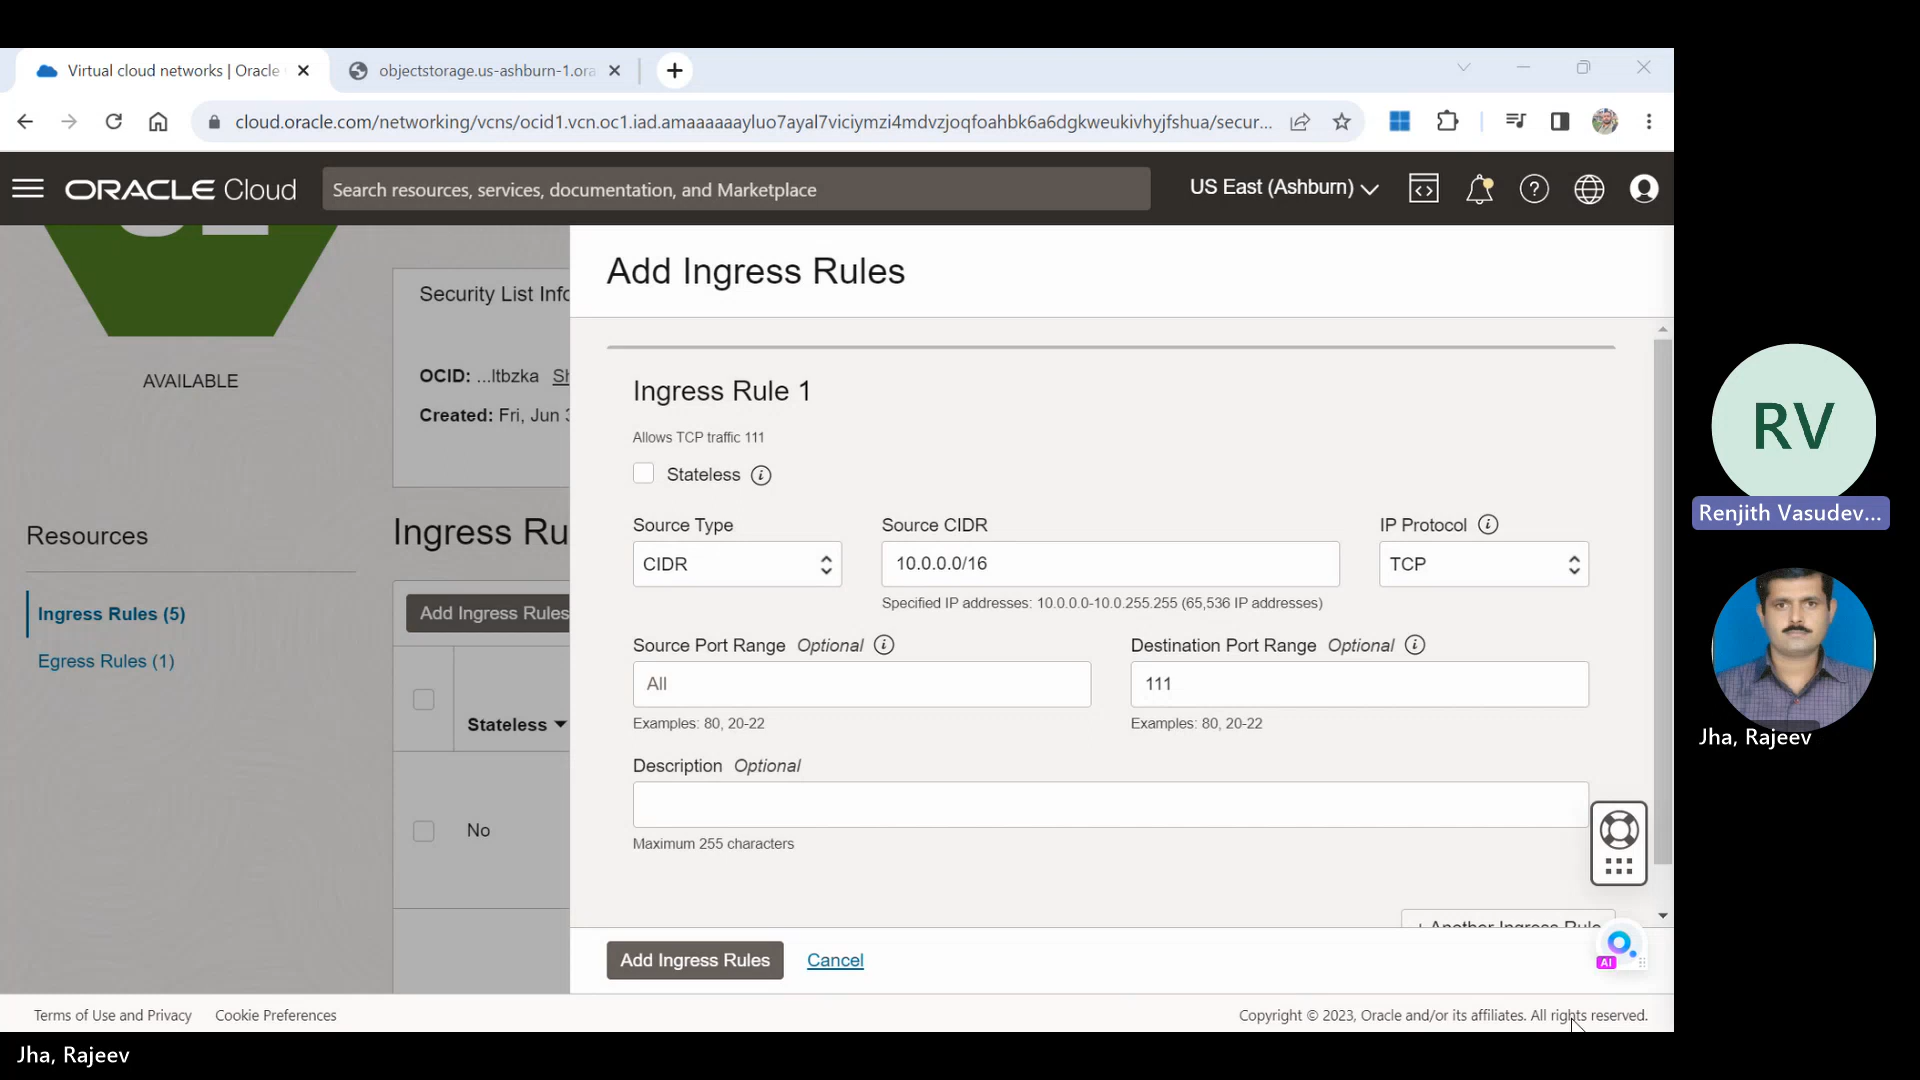 Virtual cloud networks | Oracle
objectstorage.us-ashburn-1.ora
cloud.oracle.com/networking/vcns/ocid1.vcn.oc1.iad.amaaaaaayluo7ayal7viciymzi4mdvzjoqfoahbk6a6dgkweukivhyjfshua/secur...
ORACLE Cloud
Search resources, services, documentation, and Marketplace
US East (Ashburn)
Add Ingress Rules
Security List Info
AVAILABLE
OCID: ...ltbzka Sh
Created: Fri, Jun 3
Resources
Ingress Rules (5)
Egress Rules (1)
Ingress Ru
Add Ingress Rules
Stateless
No
Ingress Rule 1
Allows TCP traffic 111
Stateless
Source Type
Source CIDR
IP Protocol
CIDR
10.0.0.0/16
TCP
Specified IP addresses: 10.0.0.0-10.0.255.255 (65,536 IP addresses)
Source Port Range Optional
Destination Port Range Optional
All
111
Examples: 80, 20-22
Examples: 80, 20-22
Description Optional
Maximum 255 characters
+ Another Ingress Rule
Add Ingress Rules
Cancel
AI
Terms of Use and Privacy
Cookie Preferences
Copyright © 2023, Oracle and/or its affiliates. All rights reserved.
RV
Renjith Vasudev...
Jha, Rajeev
Jha, Rajeev